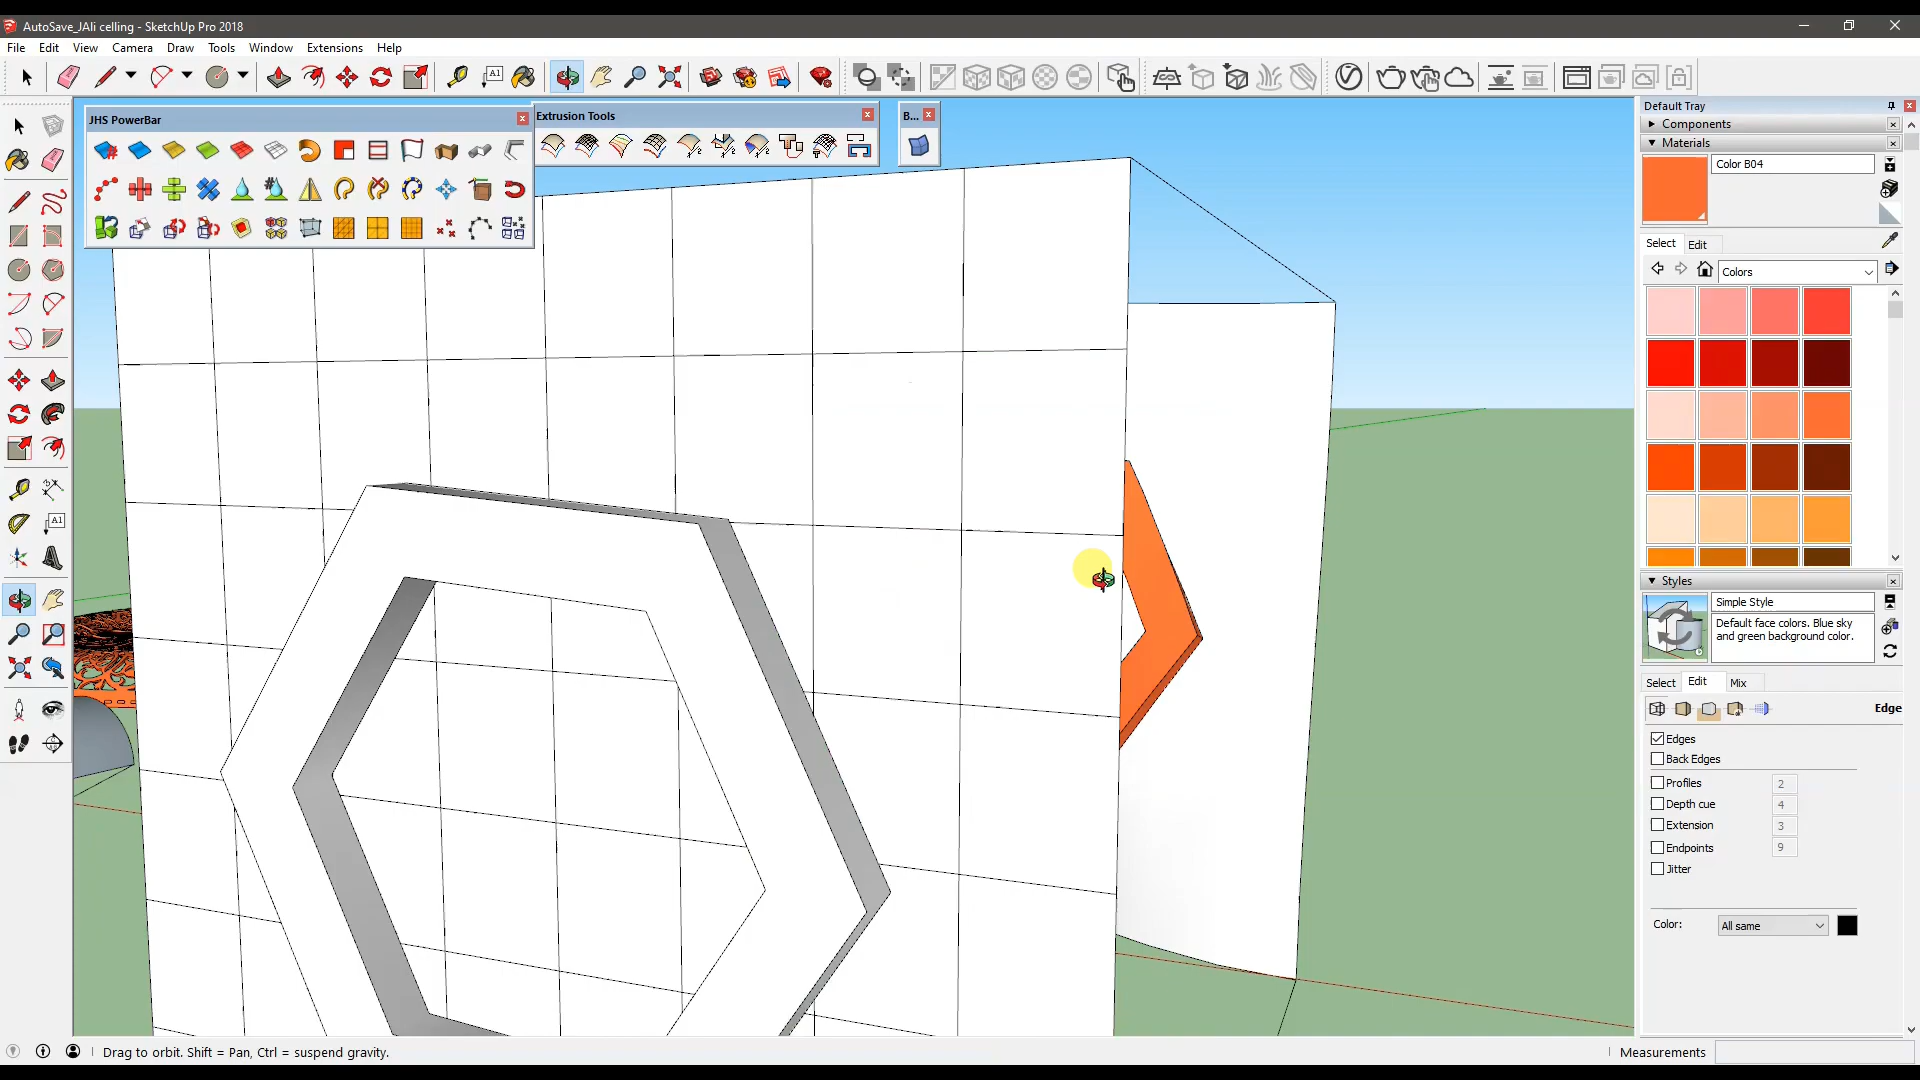 AutoSave_JAli celling - SketchUp Pro 2018
File Edit View Camera Draw Tools Window Extensions Help
A1
JHS PowerBar
Extrusion Tools
B...
A1
Drag to orbit. Shift = Pan, Ctrl = suspend gravity.
Measurements
Default Tray
Components
Materials
Color B04
Select Edit
Colors
Styles
Simple Style
Default face colors. Blue sky
and green background color.
Select Edit Mix
Edge
Edges
Back Edges
Profiles 2
Depth cue 4
Extension 3
Endpoints 9
Jitter
Color: All same